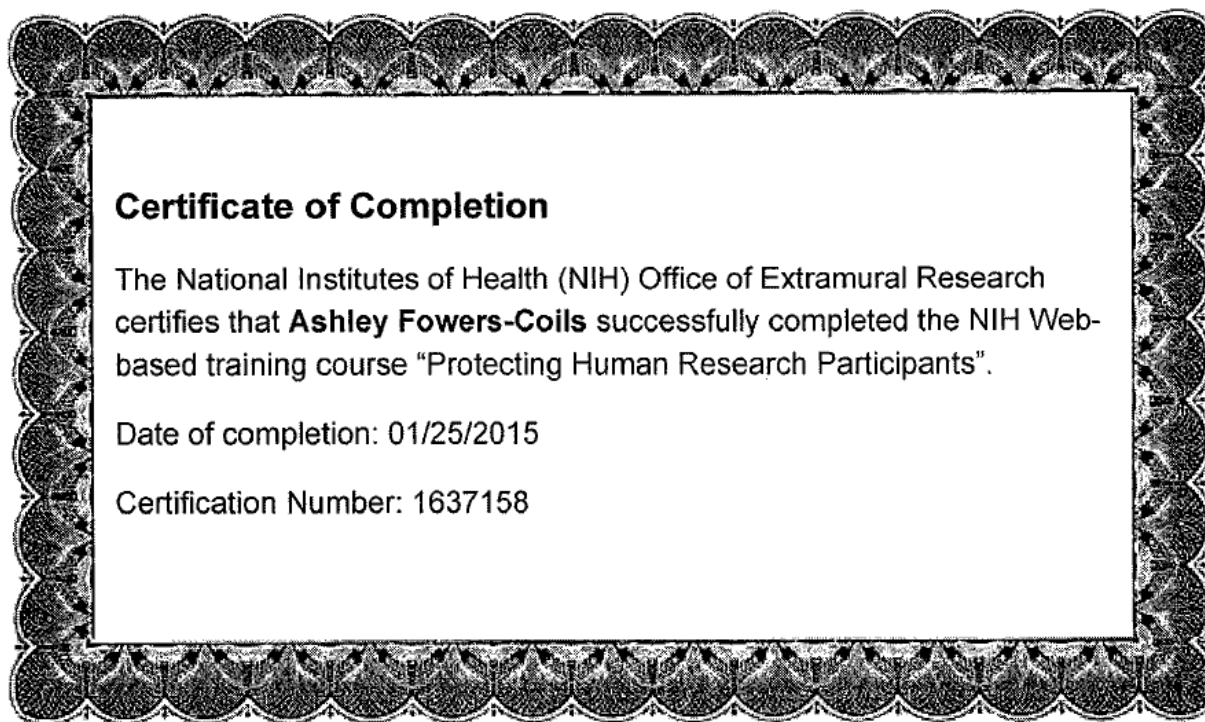 Certificate of Completion
The National Institutes of Health (NIH) Office of Extramural Research
certifies that Ashley Fowers-Coils successfully completed the NIH Web-
based training course “Protecting Human Research Participants”.
Date of completion: 01/25/2015
Certification Number: 1637158